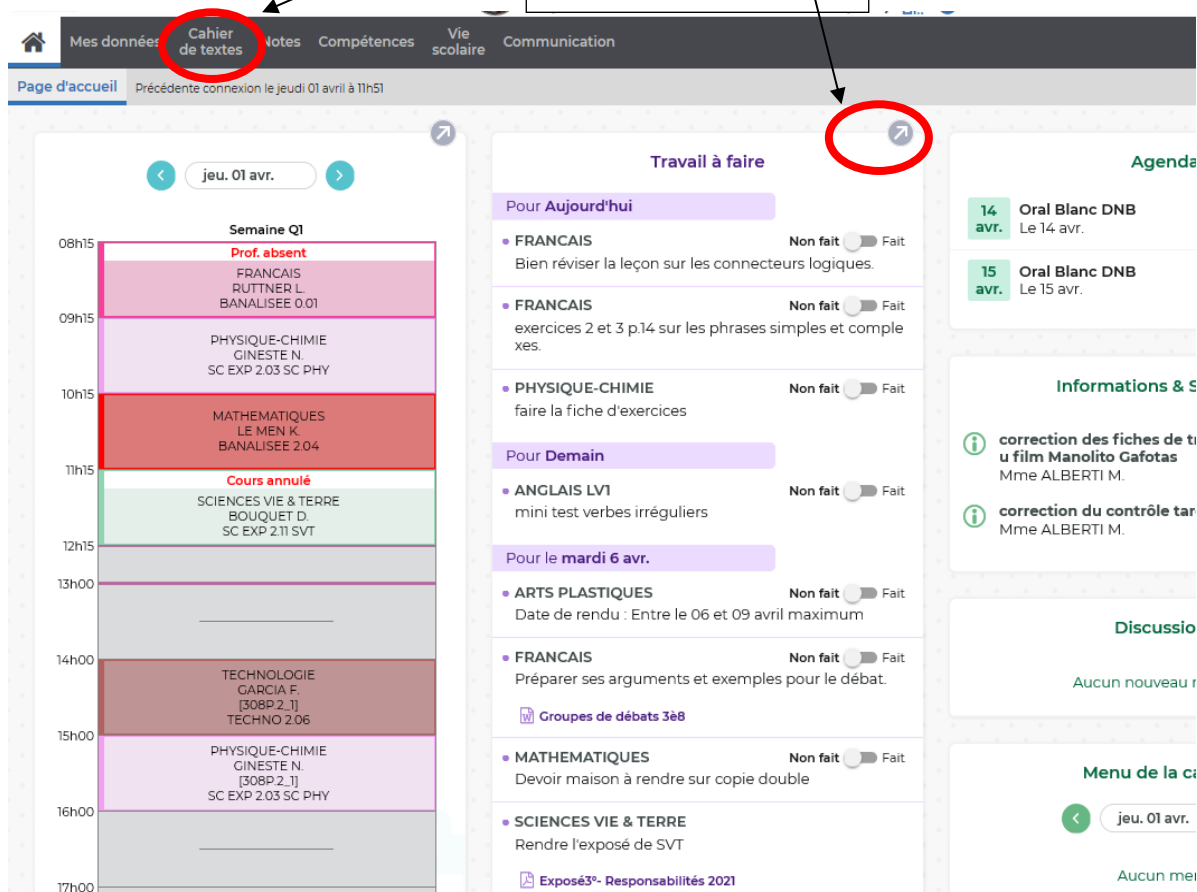 Mes données
Cahier
de textes
Notes
Compétences
Vie
scolaire
Communication
Page d'accueil
Précédente connexion le jeudi 01 avril à 11h51
jeu. 01 avr.
Semaine Q1
08h15
Prof. absent
FRANCAIS
RUTTNER L.
BANALISEE 0.01
09h15
PHYSIQUE-CHIMIE
GINESTE N.
SC EXP 2.03 SC PHY
10h15
MATHEMATIQUES
LE MEN K.
BANALISEE 2.04
11h15
Cours annulé
SCIENCES VIE & TERRE
BOUQUET D.
SC EXP 2.11 SVT
12h15
13h00
14h00
TECHNOLOGIE
GARCIA F.
[308P.2_1]
TECHNO 2.06
15h00
PHYSIQUE-CHIMIE
GINESTE N.
[308P.2_1]
SC EXP 2.03 SC PHY
16h00
17h00
Travail à faire
Pour Aujourd'hui
FRANCAIS Non fait Fait
Bien réviser la leçon sur les connecteurs logiques.
FRANCAIS Non fait Fait
exercices 2 et 3 p.14 sur les phrases simples et comple
xes.
PHYSIQUE-CHIMIE Non fait Fait
faire la fiche d'exercices
Pour Demain
ANGLAIS LV1 Non fait Fait
mini test verbes irréguliers
Pour le mardi 6 avr.
ARTS PLASTIQUES Non fait Fait
Date de rendu : Entre le 06 et 09 avril maximum
FRANCAIS Non fait Fait
Préparer ses arguments et exemples pour le débat.
Groupes de débats 3è8
MATHEMATIQUES Non fait Fait
Devoir maison à rendre sur copie double
SCIENCES VIE & TERRE
Rendre l'exposé de SVT
Exposé3°- Responsabilités 2021
Agenda
14 avr.
Oral Blanc DNB
Le 14 avr.
15 avr.
Oral Blanc DNB
Le 15 avr.
Informations & S
correction des fiches de tr
u film Manolito Gafotas
Mme ALBERTI M.
correction du contrôle tar
Mme ALBERTI M.
Discussio
Aucun nouveau
Menu de la ca
jeu. 01 avr.
Aucun me